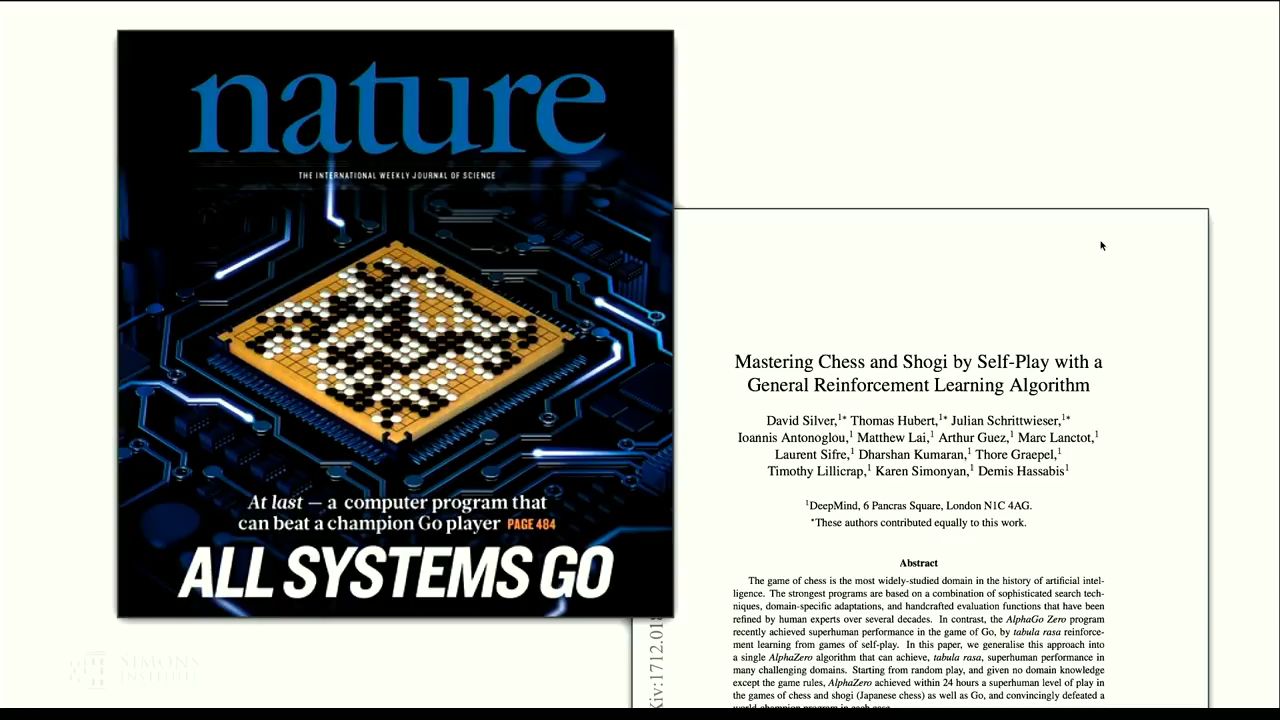 nature
THE INTERNATIONAL WEEKLY JOURNAL OF SCIENCE
At last — a computer program that
can beat a champion Go player PAGE 484
ALL SYSTEMS GO
Mastering Chess and Shogi by Self-Play with a
General Reinforcement Learning Algorithm
David Silver,1* Thomas Hubert,1* Julian Schrittwieser,1*
Ioannis Antonoglou,1 Matthew Lai,1 Arthur Guez,1 Marc Lanctot,1
Laurent Sifre,1 Dharshan Kumaran,1 Thore Graepel,1
Timothy Lillicrap,1 Karen Simonyan,1 Demis Hassabis1
1DeepMind, 6 Pancras Square, London N1C 4AG.
*These authors contributed equally to this work.
Abstract
The game of chess is the most widely-studied domain in the history of artificial intel-
ligence. The strongest programs are based on a combination of sophisticated search tech-
niques, domain-specific adaptations, and handcrafted evaluation functions that have been
refined by human experts over several decades. In contrast, the AlphaGo Zero program
recently achieved superhuman performance in the game of Go, by tabula rasa reinforce-
ment learning from games of self-play. In this paper, we generalise this approach into
a single AlphaZero algorithm that can achieve, tabula rasa, superhuman performance in
many challenging domains. Starting from random play, and given no domain knowledge
except the game rules, AlphaZero achieved within 24 hours a superhuman level of play in
the games of chess and shogi (Japanese chess) as well as Go, and convincingly defeated a
SIMONS
INSTITUTE